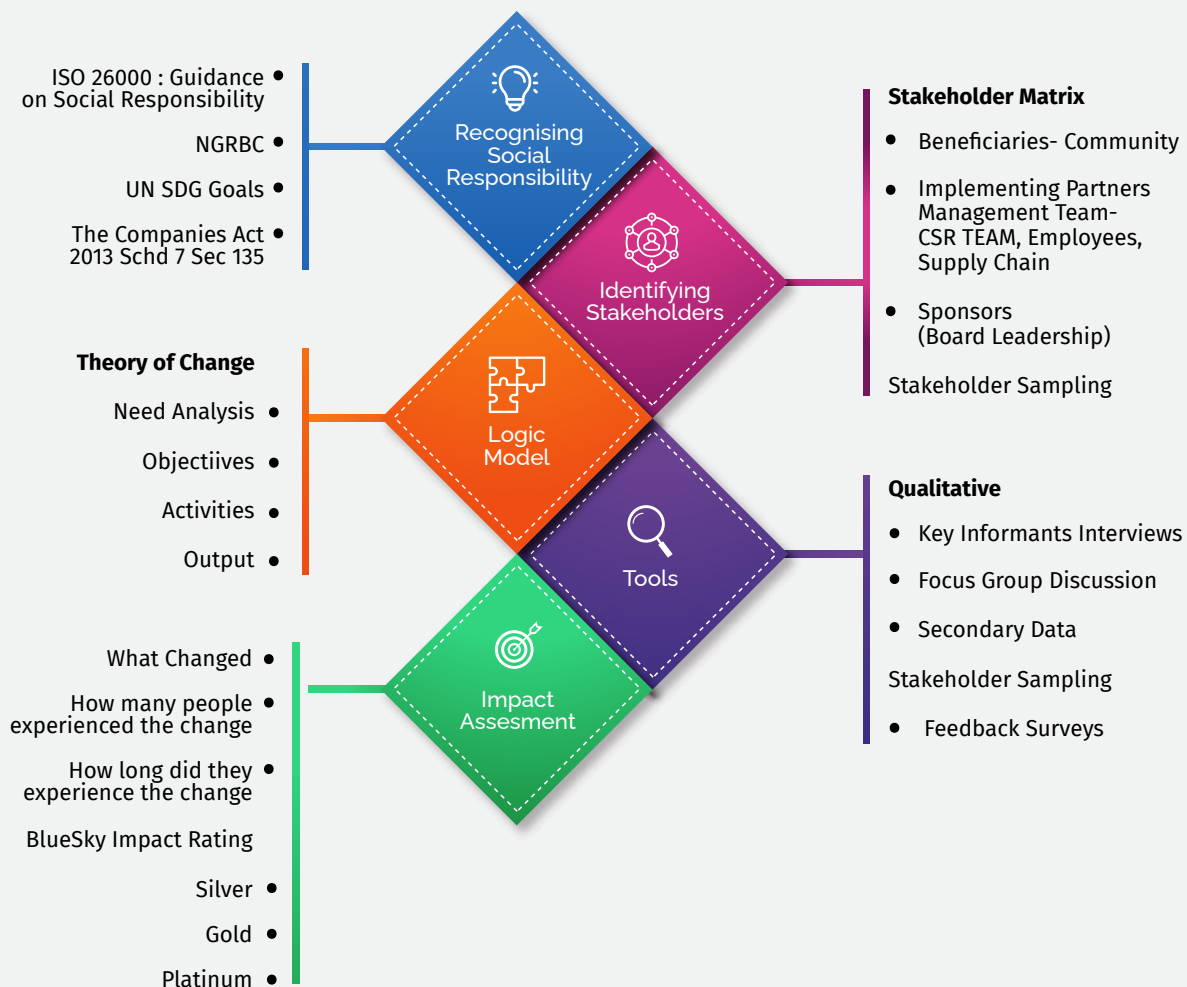 Recognising
Social
Responsibility
ISO 26000 : Guidance
on Social Responsibility
NGRBC
UN SDG Goals
The Companies Act
2013 Schd 7 Sec 135
Identifying
Stakeholders
Stakeholder Matrix
Beneficiaries- Community
Implementing Partners
Management Team-
CSR TEAM, Employees,
Supply Chain
Sponsors
(Board Leadership)
Stakeholder Sampling
Logic
Model
Theory of Change
Need Analysis
Objectiives
Activities
Output
Tools
Qualitative
Key Informants Interviews
Focus Group Discussion
Secondary Data
Stakeholder Sampling
Feedback Surveys
Impact
Assesment
What Changed
How many people
experienced the change
How long did they
experience the change
BlueSky Impact Rating
Silver
Gold
Platinum